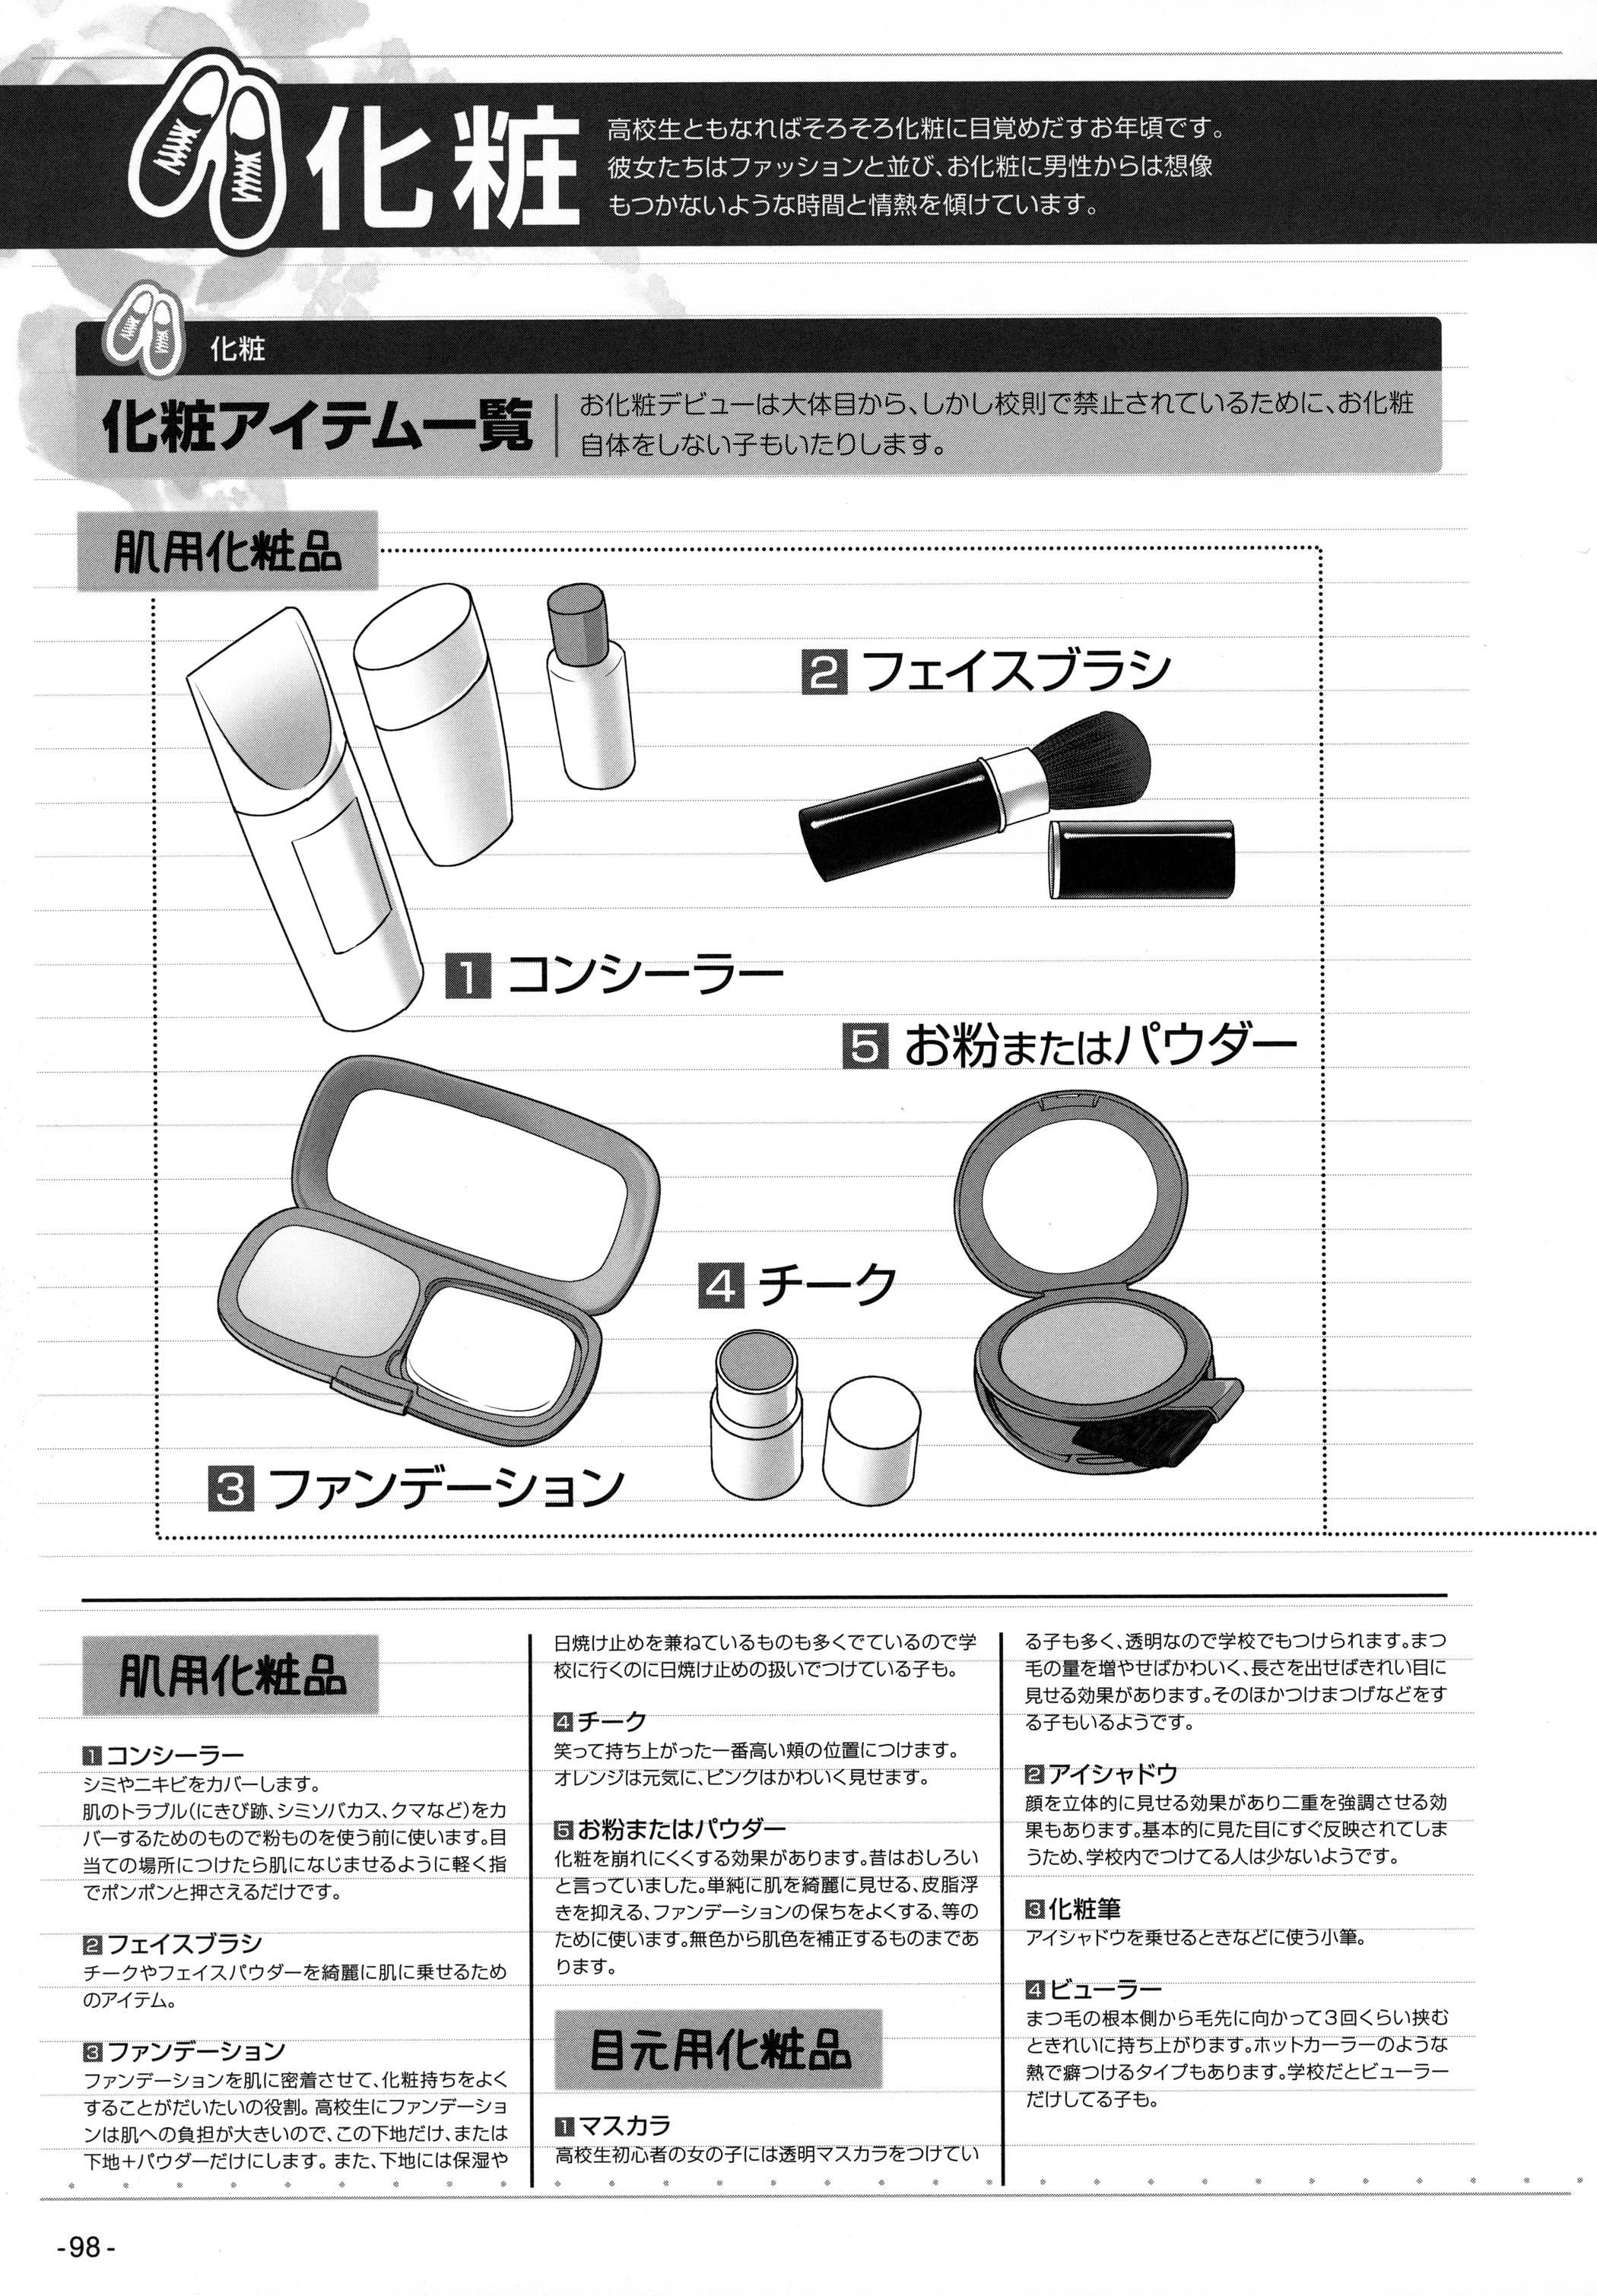 化粧
高校生ともなればそろそろ化粧に目覚めだすお年頃です。
彼女たちはファッションと並び、お化粧に男性からは想像
もつかないような時間と情熱を傾けています。
化粧
化粧アイテム一覧
お化粧デビューは大体目から、しかし校則で禁止されているために、お化粧
自体をしない子もいたりします。
肌用化粧品
2 フェイスブラシ
1 コンシーラー
5 お粉またはパウダー
4 チーク
3 ファンデーション
肌用化粧品
1 コンシーラー
シミやニキビをカバーします。
肌のトラブル(にきび跡、シミソバカス、クマなど)をカ
バーするためのもので粉ものを使う前に使います。目
当ての場所につけたら肌になじませるように軽く指
でポンポンと押さえるだけです。
2 フェイスブラシ
チークやフェイスパウダーを綺麗に肌に乗せるため
のアイテム。
3 ファンデーション
ファンデーションを肌に密着させて、化粧持ちをよく
することがだいたいの役割。高校生にファンデーショ
ンは肌への負担が大きいので、この下地だけ、または
下地+パウダーだけにします。また、下地には保湿や
日焼け止めを兼ねているものも多くでているので学
校に行くのに日焼け止めの扱いでつけている子も。
4 チーク
笑って持ち上がった一番高い頬の位置につけます。
オレンジは元気に、ピンクはかわいく見せます。
5 お粉またはパウダー
化粧を崩れにくくする効果があります。昔はおしろい
と言っていました。単純に肌を綺麗に見せる、皮脂浮
きを抑える、ファンデーションの保ちをよくする、等の
ために使います。無色から肌色を補正するものまであ
ります。
目元用化粧品
1 マスカラ
高校生初心者の女の子には透明マスカラをつけてい
る子も多く、透明なので学校でもつけられます。まつ
毛の量を増やせばかわいく、長さを出せばきれい目に
見せる効果があります。そのほかつけまつげなどをす
る子もいるようです。
2 アイシャドウ
顔を立体的に見せる効果があり二重を強調させる効
果もあります。基本的に見た目にすぐ反映されてしま
うため、学校内でつけてる人は少ないようです。
3 化粧筆
アイシャドウを乗せるときなどに使う小筆。
4 ビューラー
まつ毛の根本側から毛先に向かって3回くらい挟む
ときれいに持ち上がります。ホットカーラーのような
熱で癖つけるタイプもあります。学校だとビューラー
だけしてる子も。
-98-